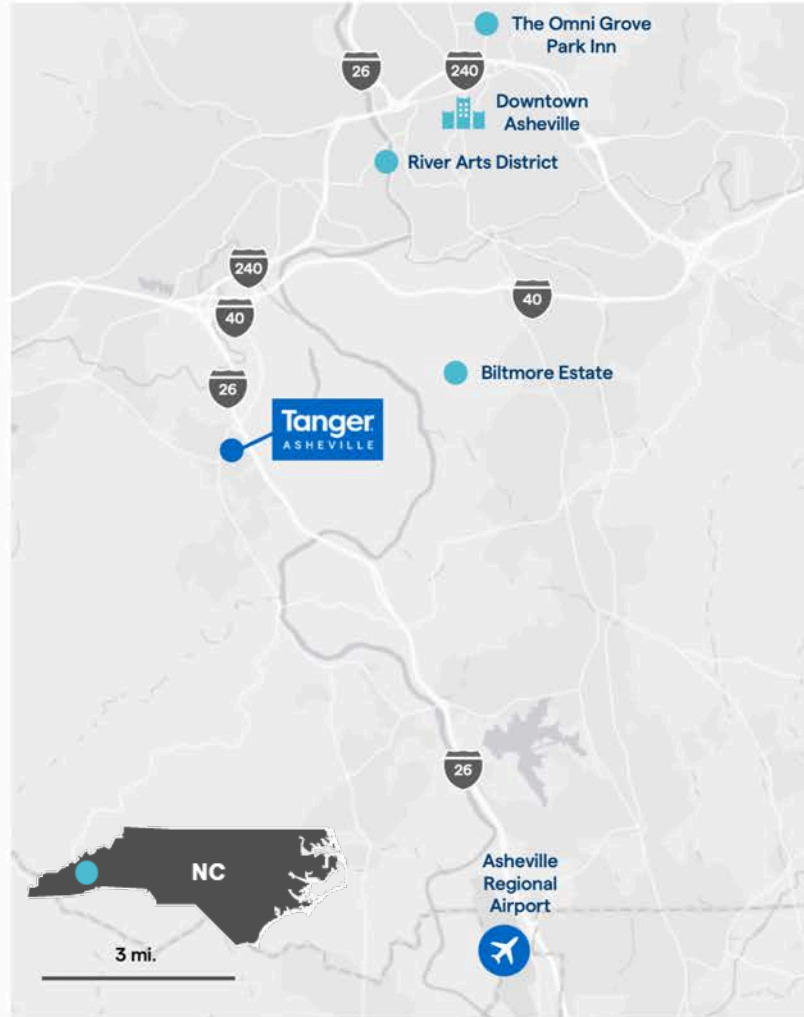 The Omni Grove
Park Inn
26
240
Downtown
Asheville
River Arts District
240
40
40
26
Biltmore Estate
Tanger
ASHEVILLE
26
NC
Asheville
Regional
Airport
3 mi.